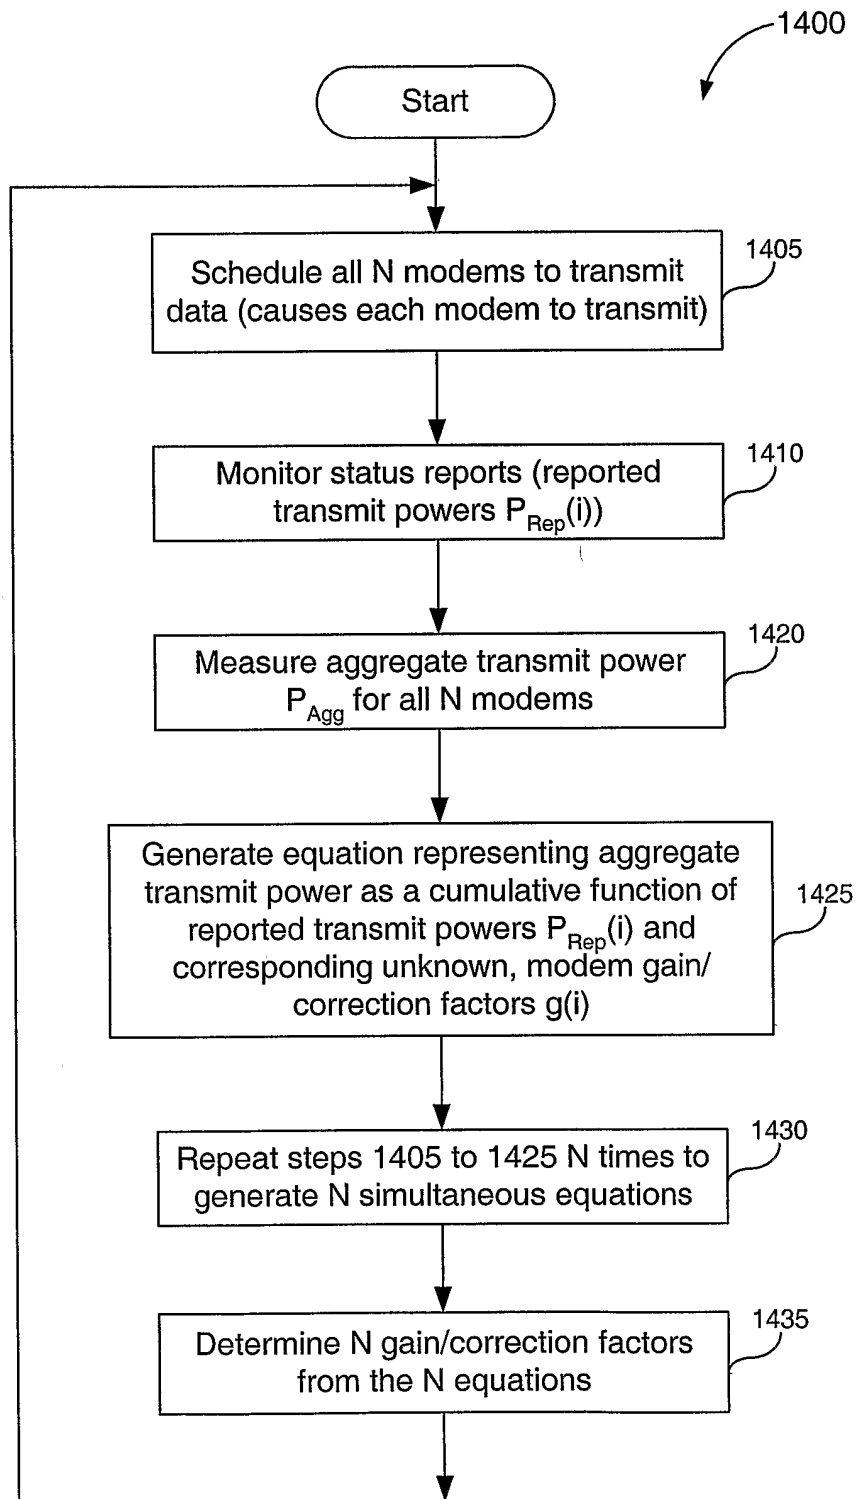 1400
Start
1405
Schedule all N modems to transmit
data (causes each modem to transmit)
1410
Monitor status reports (reported
transmit powers P_Rep(i))
1420
Measure aggregate transmit power
P_Agg for all N modems
1425
Generate equation representing aggregate
transmit power as a cumulative function of
reported transmit powers P_Rep(i) and
corresponding unknown, modem gain/
correction factors g(i)
1430
Repeat steps 1405 to 1425 N times to
generate N simultaneous equations
1435
Determine N gain/correction factors
from the N equations